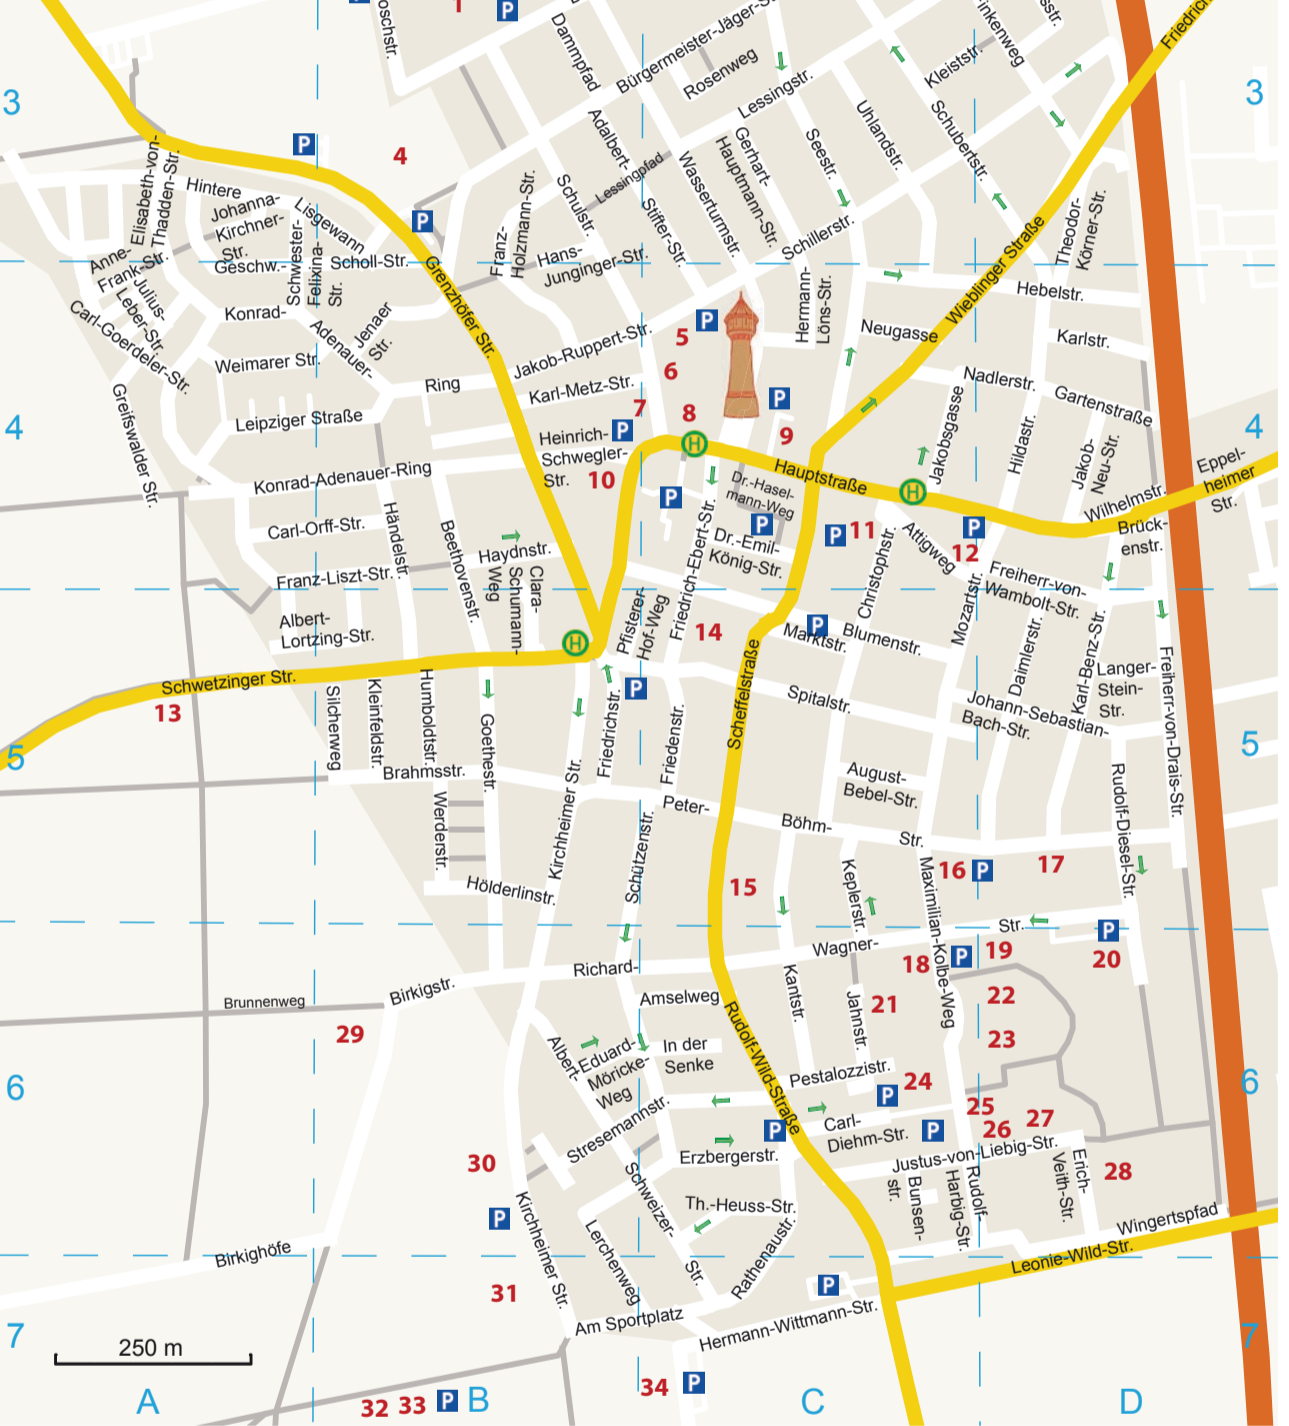 1
P
P
oschstr.
Dammpfad
Bürgermeister-Jäger-S
Rosenweg
Lessingstr.
Kleiststr.
inkenweg
sstr.
Friedrich
3
3
P
4
Adalbert-
Stifter-Str.
Lessingpfad
Wasserturmstr.
Gerhart-
Hauptmann-Str.
Seestr.
Uhlandstr.
Schubertstr.
Elisabeth-von-
Thadden-Str.
Hintere
Lisgewann
Johanna-
Kirchner-
Str.
P
Schulstr.
Franz-
Holzmann-Str.
Schillerstr.
Theodor-
Körner-Str.
Anne-
Frank-Str.
Geschw.-
Scholl-Str.
Schwester-
Felixina-
Str.
Hans-
Junginger-Str.
Hermann-
Löns-Str.
Wieblinger Straße
Hebelstr.
Julius-
Leber-Str.
Carl-Goerdeler-Str.
Konrad-
Adenauer-
Ring
Jenaer
Str.
Grenzhöfer Str.
Jakob-Ruppert-Str.
5
P
Neugasse
Karlstr.
Weimarer Str.
Karl-Metz-Str.
6
P
Nadlerstr.
Gartenstraße
Greifswalder Str.
Leipziger Straße
7
8
9
4
4
Heinrich-
Schwegler-
Str.
P
H
10
Hauptstraße
Jakobsgasse
Hildastr.
Jakob-
Neu-Str.
Eppel-
heimer
Str.
Konrad-Adenauer-Ring
P
Dr.-Hasel-
mann-Weg
H
Wilhelmstr.
Carl-Orff-Str.
Händelstr.
Beethovenstr.
Haydnstr.
P
P
11
Attigweg
P
12
Brück-
enstr.
Dr.-Emil-
König-Str.
Franz-Liszt-Str.
Weg
Clara-
Schumann-
Friedrich-Ebert-Str.
Christophstr.
Freiherr-von-
Wambolt-Str.
Albert-
Lortzing-Str.
H
Pfisterer-
Hof-Weg
14
Marktstr.
P
Blumenstr.
Mozartstr.
Daimlerstr.
Karl-Benz-Str.
Langer-
Stein-
Str.
Schwetzinger Str.
13
P
Spitalstr.
Johann-Sebastian-
Bach-Str.
Silcherweg
Kleinfeldstr.
Humboldtstr.
Goethestr.
Friedrichstr.
Friedenstr.
Scheffelstraße
Freiherr-von-Drais-Str.
5
5
Brahmsstr.
August-
Bebel-Str.
Rudolf-Diesel-Str.
Werderstr.
Kirchheimer Str.
Schützenstr.
Peter-
Böhm-
Str.
Hölderlinstr.
15
Keplerstr.
Maximilian-Kolbe-Weg
16
P
17
Richard-
Wagner-
Str.
18
P
19
P
20
Brunnenweg
Birkigstr.
Amselweg
Kantstr.
Jahnstr.
21
22
29
Albert-
Schweizer-
Str.
Eduard-
Möricke-
Weg
In der
Senke
Rudolf-Wild-Straße
23
6
6
Pestalozzistr.
24
P
Stresemannstr.
P
Carl-
Diehm-Str.
P
25
26
27
Erzbergerstr.
Justus-von-Liebig-Str.
30
Bunsen-
str.
Rudolf-
Harbig-Str.
Erich-
Veith-Str.
28
P
Th.-Heuss-Str.
Wingertspfad
Birkighöfe
Kirchheimer Str.
Lerchenweg
Rathenaustr.
Leonie-Wild-Str.
31
P
Am Sportplatz
Hermann-Wittmann-Str.
7
7
250 m
34
P
A
32
33
P
B
C
D